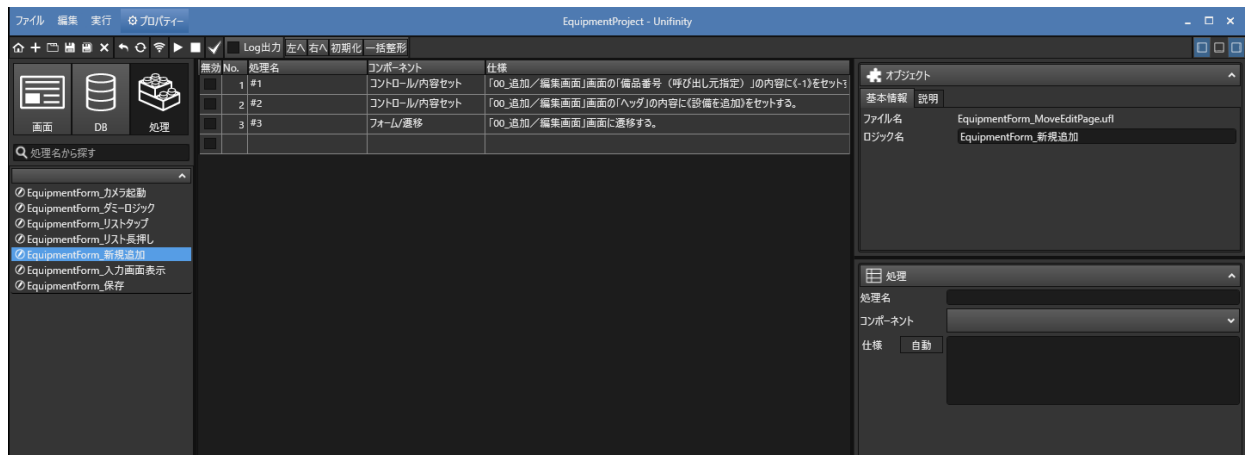 ファイル 編集 実行 プロパティー EquipmentProject - Unifinity
Log出力 左へ 右へ 初期化 一括整形
画面 DB 処理
処理名から探す
EquipmentForm_カメラ起動
EquipmentForm_ダミーロジック
EquipmentForm_リストタップ
EquipmentForm_リスト長押し
EquipmentForm_新規追加
EquipmentForm_入力画面表示
EquipmentForm_保存
無効 No. 処理名 コンポーネント 仕様
1 #1 コントロール/内容セット 「00_追加／編集画面」画面の「備品番号（呼び出し元指定）」の内容に《-1》をセットす
2 #2 コントロール/内容セット 「00_追加／編集画面」画面の「ヘッダ」の内容に《設備を追加》をセットする。
3 #3 フォーム/遷移 「00_追加／編集画面」画面に遷移する。
オブジェクト
基本情報 説明
ファイル名 EquipmentForm_MoveEditPage.ufl
ロジック名 EquipmentForm_新規追加
処理
処理名
コンポーネント
仕様 自動